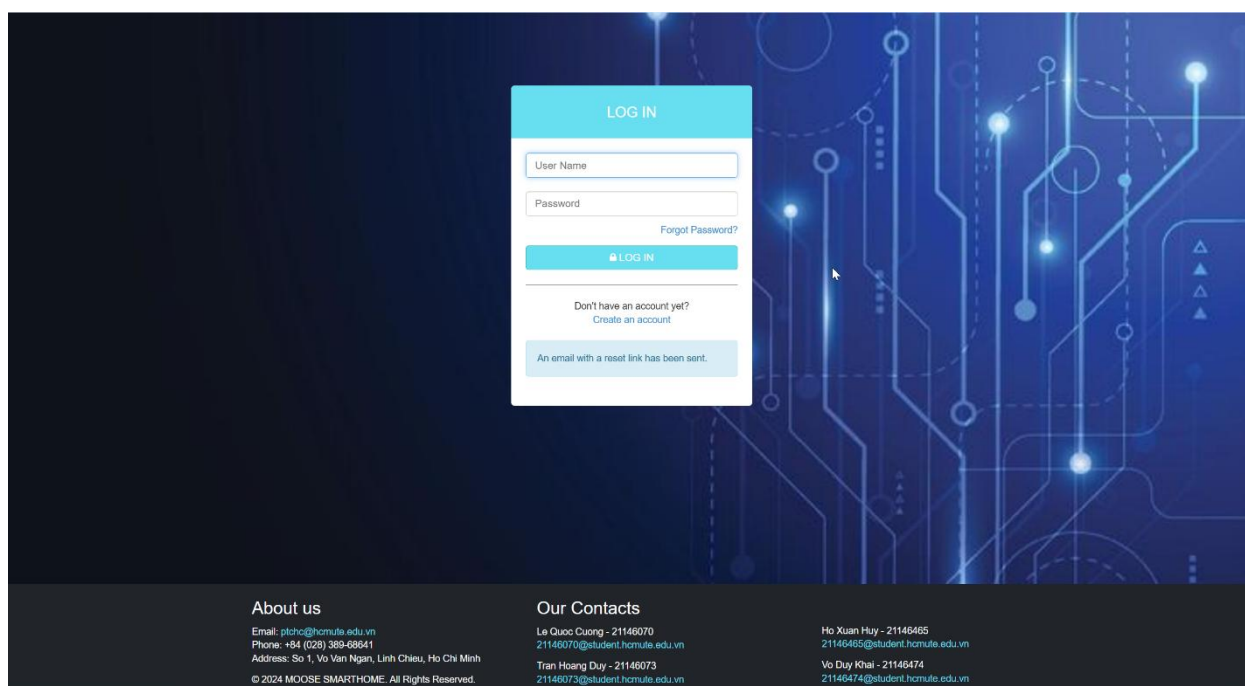 LOG IN
User Name
Password
Forgot Password?
LOG IN
Don't have an account yet?
Create an account
An email with a reset link has been sent.
About us
Email: ptchc@hcmute.edu.vn
Phone: +84 (028) 389-68641
Address: So 1, Vo Van Ngan, Linh Chieu, Ho Chi Minh
© 2024 MOOSE SMARTHOME. All Rights Reserved.
Our Contacts
Le Quoc Cuong - 21146070
21146070@student.hcmute.edu.vn
Tran Hoang Duy - 21146073
21146073@student.hcmute.edu.vn
Ho Xuan Huy - 21146465
21146465@student.hcmute.edu.vn
Vo Duy Khai - 21146474
21146474@student.hcmute.edu.vn